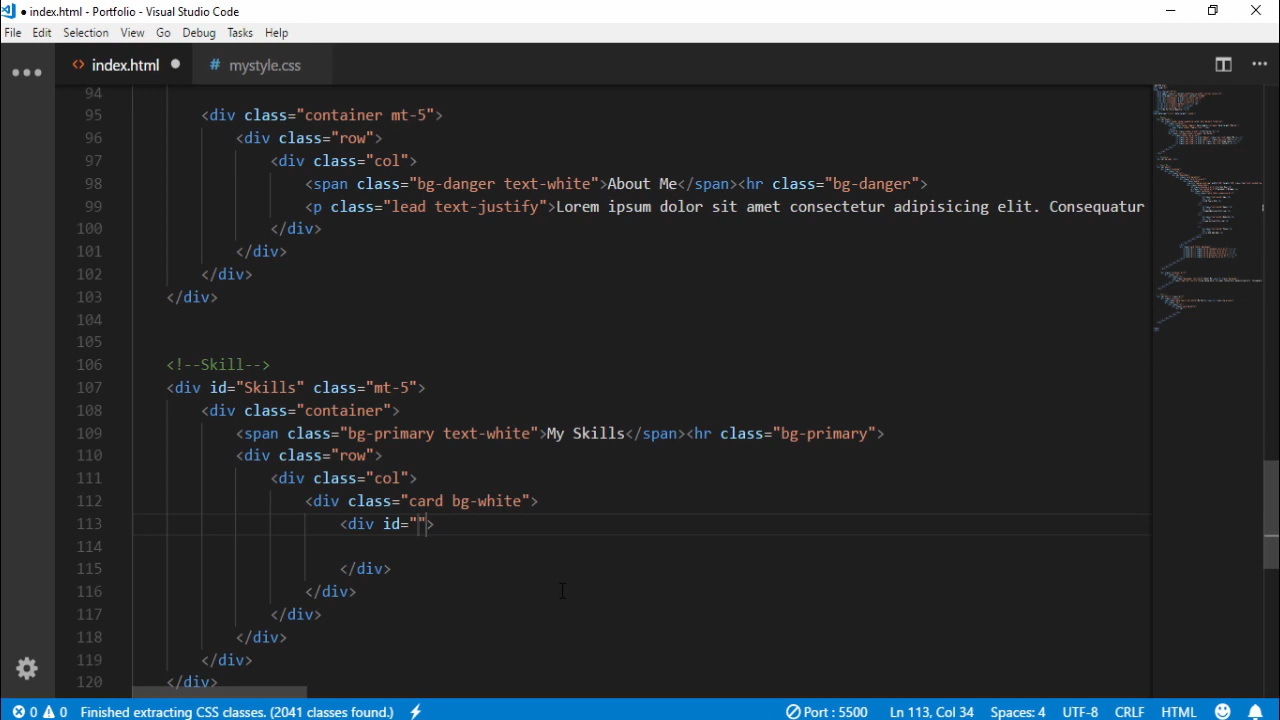 ● index.html - Portfolio - Visual Studio Code
File Edit Selection View Go Debug Tasks Help
<> index.html ● # mystyle.css
94
95 <div class="container mt-5">
96 <div class="row">
97 <div class="col">
98 <span class="bg-danger text-white">About Me</span><hr class="bg-danger">
99 <p class="lead text-justify">Lorem ipsum dolor sit amet consectetur adipisicing elit. Consequatur
100 </div>
101 </div>
102 </div>
103 </div>
104
105
106 <!--Skill-->
107 <div id="Skills" class="mt-5">
108 <div class="container">
109 <span class="bg-primary text-white">My Skills</span><hr class="bg-primary">
110 <div class="row">
111 <div class="col">
112 <div class="card bg-white">
113 <div id="">
114
115 </div>
116 </div>
117 </div>
118 </div>
119 </div>
120 </div>
0 0 Finished extracting CSS classes. (2041 classes found.) Port : 5500 Ln 113, Col 34 Spaces: 4 UTF-8 CRLF HTML